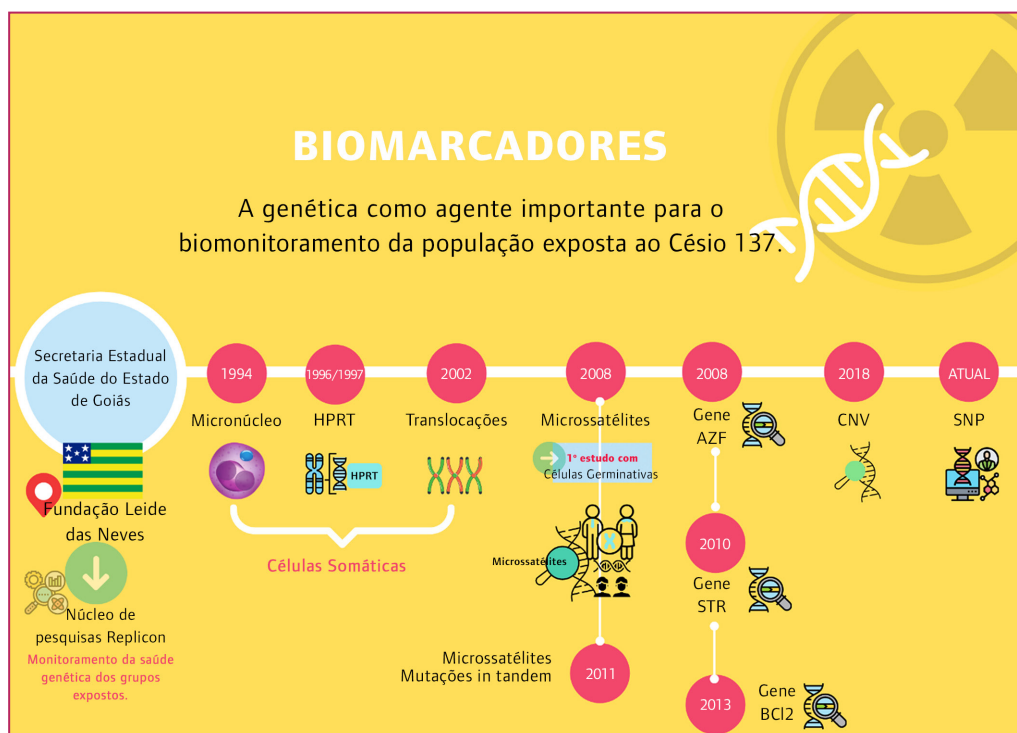 BIOMARCADORES
A genética como agente importante para o
biomonitoramento da população exposta ao Césio 137.
Secretaria Estadual
da Saúde do Estado
de Goiás
Fundação Leide
das Neves
Núcleo de
pesquisas Replicon
Monitoramento da saúde
genética dos grupos
expostos.
1994
Micronúcleo
1996/1997
HPRT
HPRT
2002
Translocações
Células Somáticas
2008
Microssatélites
1° estudo com
Células Germinativas
Microssatélites
Microssatélites
Mutações in tandem
2011
2008
Gene
AZF
2010
Gene
STR
2013
Gene
BCl2
2018
CNV
ATUAL
SNP